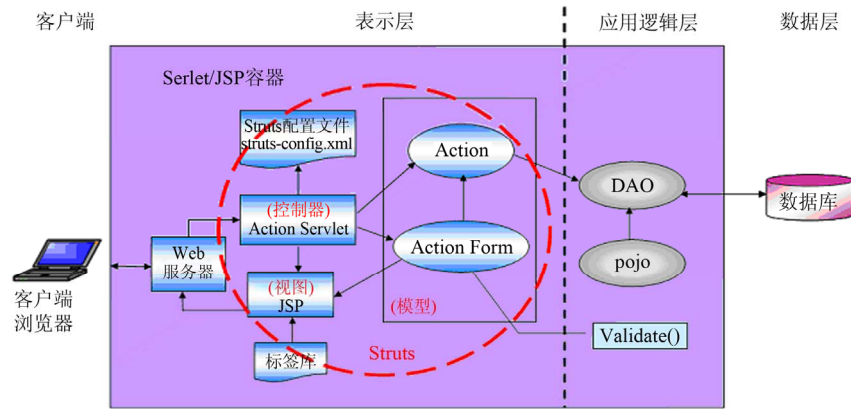 客户端
表示层
应用逻辑层
数据层
Serlet/JSP容器
Struts配置文件
struts-config.xml
Action
DAO
数据库
(控制器)
Action Servlet
Web
服务器
Action Form
pojo
客户端
浏览器
(视图)
JSP
(模型)
Validate()
标签库
Struts